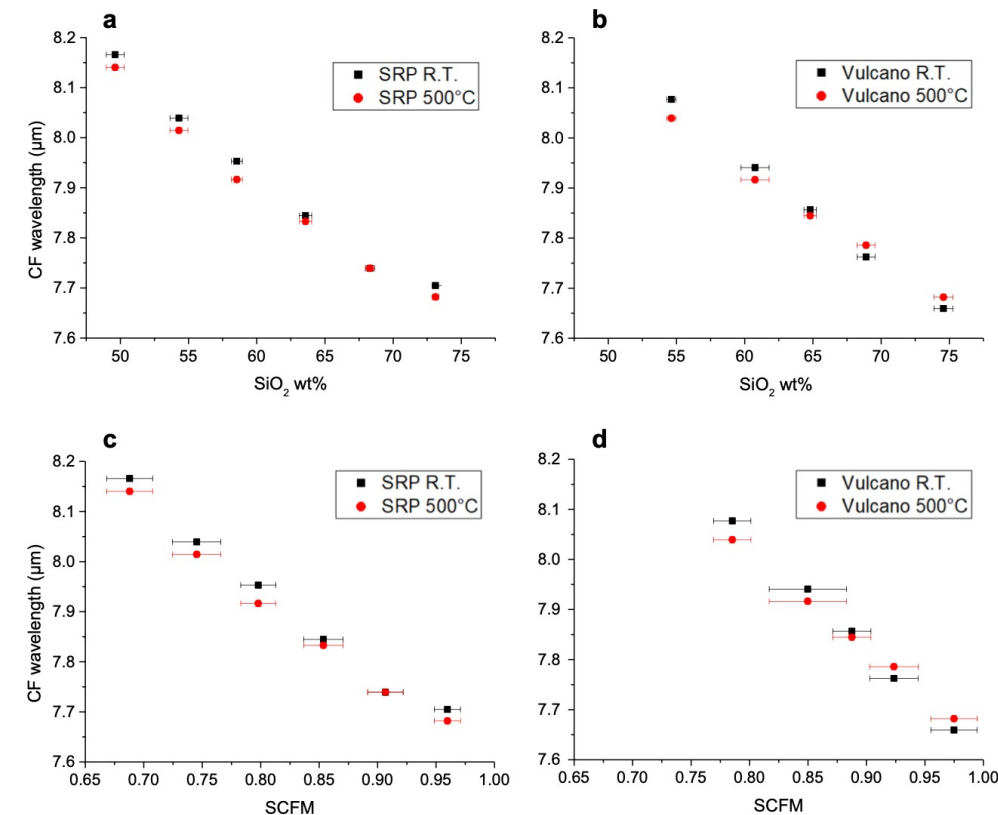 a
8.2
8.1
8.0
7.9
7.8
7.7
7.6
CF wavelength (µm)
SRP R.T.
SRP 500°C
50 55 60 65 70 75
SiO2 wt%
b
8.2
8.1
8.0
7.9
7.8
7.7
7.6
Vulcano R.T.
Vulcano 500°C
50 55 60 65 70 75
SiO2 wt%
c
8.2
8.1
8.0
7.9
7.8
7.7
7.6
CF wavelength (µm)
SRP R.T.
SRP 500°C
0.65 0.70 0.75 0.80 0.85 0.90 0.95 1.00
SCFM
d
8.2
8.1
8.0
7.9
7.8
7.7
7.6
Vulcano R.T.
Vulcano 500°C
0.65 0.70 0.75 0.80 0.85 0.90 0.95 1.00
SCFM